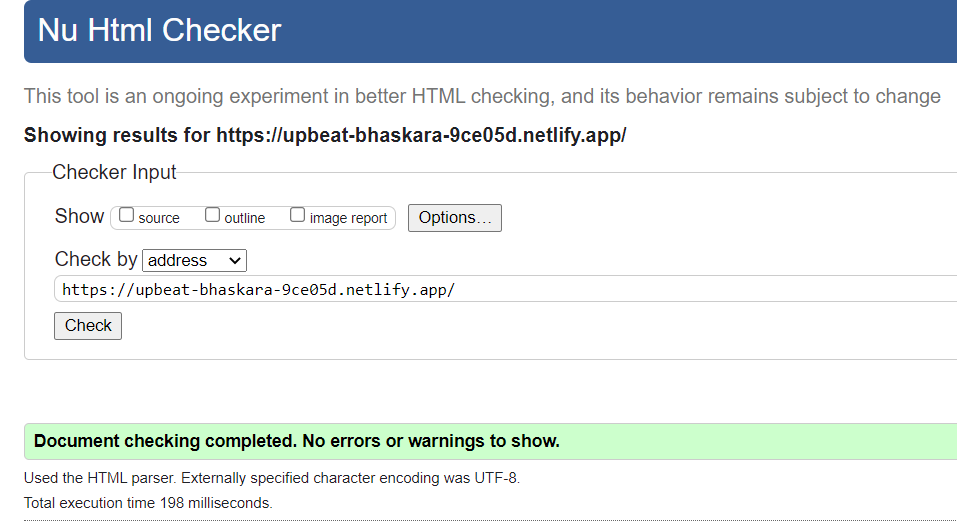 Nu Html Checker
This tool is an ongoing experiment in better HTML checking, and its behavior remains subject to change
Showing results for https://upbeat-bhaskara-9ce05d.netlify.app/
Checker Input
Show source outline image report Options...
Check by address
https://upbeat-bhaskara-9ce05d.netlify.app/
Check
Document checking completed. No errors or warnings to show.
Used the HTML parser. Externally specified character encoding was UTF-8.
Total execution time 198 milliseconds.